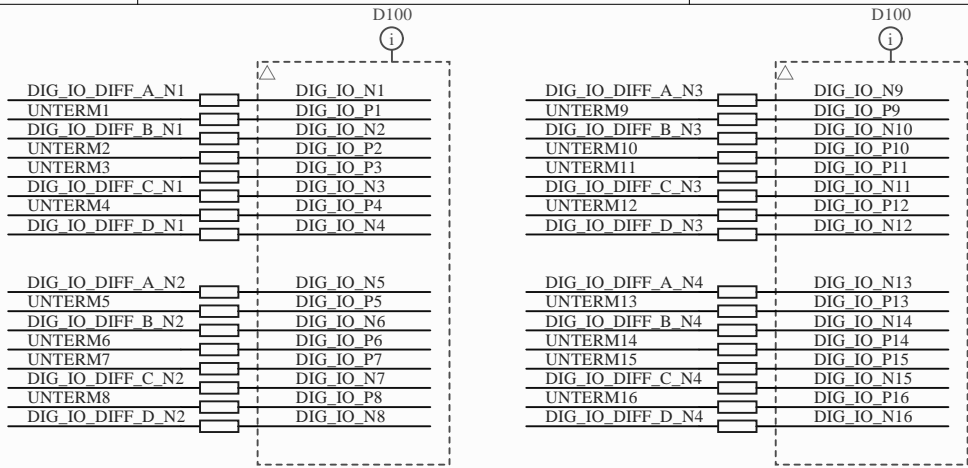 D100
i
DIG_IO_DIFF_A_N1 DIG_IO_N1
UNTERM1 DIG_IO_P1
DIG_IO_DIFF_B_N1 DIG_IO_N2
UNTERM2 DIG_IO_P2
UNTERM3 DIG_IO_P3
DIG_IO_DIFF_C_N1 DIG_IO_N3
UNTERM4 DIG_IO_P4
DIG_IO_DIFF_D_N1 DIG_IO_N4
DIG_IO_DIFF_A_N2 DIG_IO_N5
UNTERM5 DIG_IO_P5
DIG_IO_DIFF_B_N2 DIG_IO_N6
UNTERM6 DIG_IO_P6
UNTERM7 DIG_IO_P7
DIG_IO_DIFF_C_N2 DIG_IO_N7
UNTERM8 DIG_IO_P8
DIG_IO_DIFF_D_N2 DIG_IO_N8
D100
i
DIG_IO_DIFF_A_N3 DIG_IO_N9
UNTERM9 DIG_IO_P9
DIG_IO_DIFF_B_N3 DIG_IO_N10
UNTERM10 DIG_IO_P10
UNTERM11 DIG_IO_P11
DIG_IO_DIFF_C_N3 DIG_IO_N11
UNTERM12 DIG_IO_P12
DIG_IO_DIFF_D_N3 DIG_IO_N12
DIG_IO_DIFF_A_N4 DIG_IO_N13
UNTERM13 DIG_IO_P13
DIG_IO_DIFF_B_N4 DIG_IO_N14
UNTERM14 DIG_IO_P14
UNTERM15 DIG_IO_P15
DIG_IO_DIFF_C_N4 DIG_IO_N15
UNTERM16 DIG_IO_P16
DIG_IO_DIFF_D_N4 DIG_IO_N16